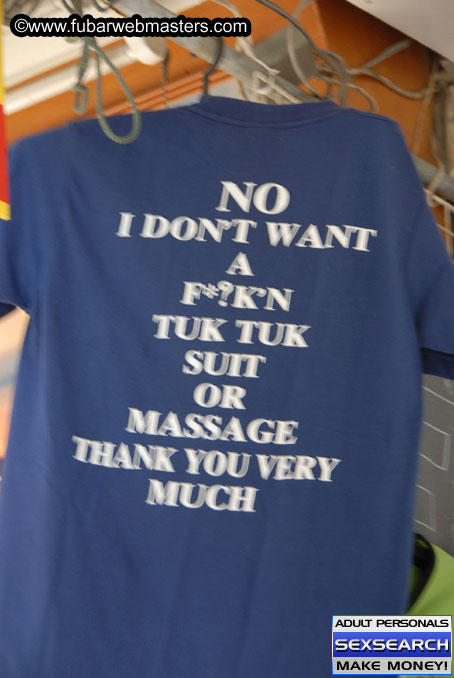 ©www.fubarwebmasters.com
NO
I DON'T WANT
A
F*?K'N
TUK TUK
SUIT
OR
MASSAGE
THANK YOU VERY
MUCH
ADULT PERSONALS
SEXSEARCH
MAKE MONEY!